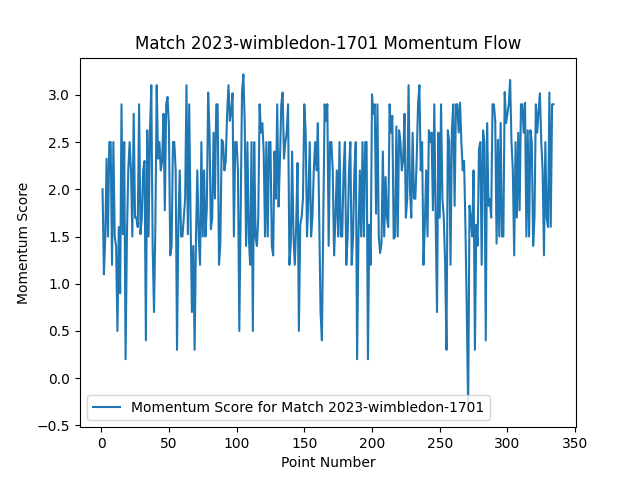 Match 2023-wimbledon-1701 Momentum Flow
Momentum Score
3.0
2.5
2.0
1.5
1.0
0.5
0.0
−0.5
Momentum Score for Match 2023-wimbledon-1701
0 50 100 150 200 250 300 350
Point Number